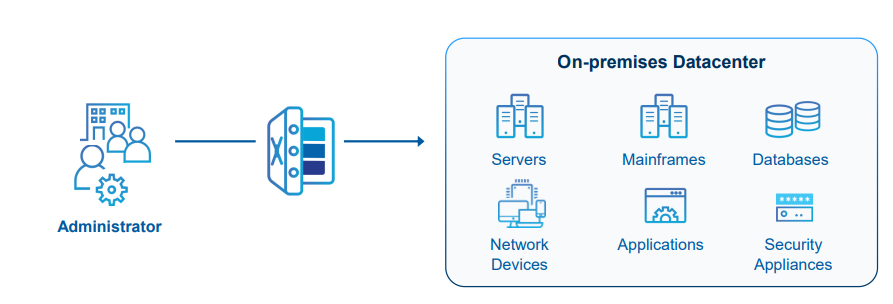 On-premises Datacenter
Servers
Mainframes
Databases
Administrator
Network
Devices
Applications
Security
Appliances